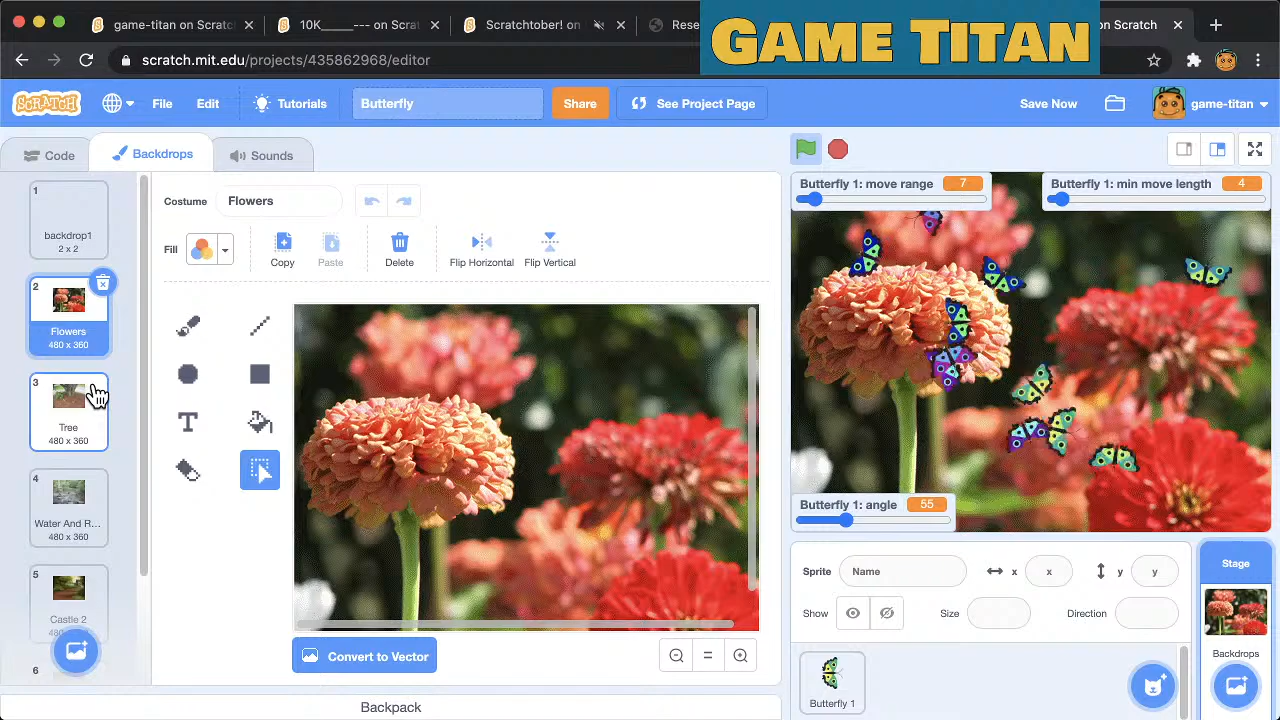 game-titan on Scratch
10K_____ --- on Scra
Scratchtober! on
Rese
on Scratch
GAME TITAN
scratch.mit.edu/projects/435862968/editor
SCRATCH
File
Edit
Tutorials
Butterfly
Share
See Project Page
Save Now
game-titan
Code
Backdrops
Sounds
1
backdrop1
2 x 2
2
Flowers
480 x 360
3
Tree
480 x 360
4
Water And R...
480 x 360
5
Castle 2
6
Costume
Flowers
Fill
Copy
Paste
Delete
Flip Horizontal
Flip Vertical
T
Convert to Vector
Backpack
Butterfly 1: move range 7
Butterfly 1: min move length 4
Butterfly 1: angle 55
Sprite
Name
x
x
y
y
Show
Size
Direction
Butterfly 1
Stage
Backdrops